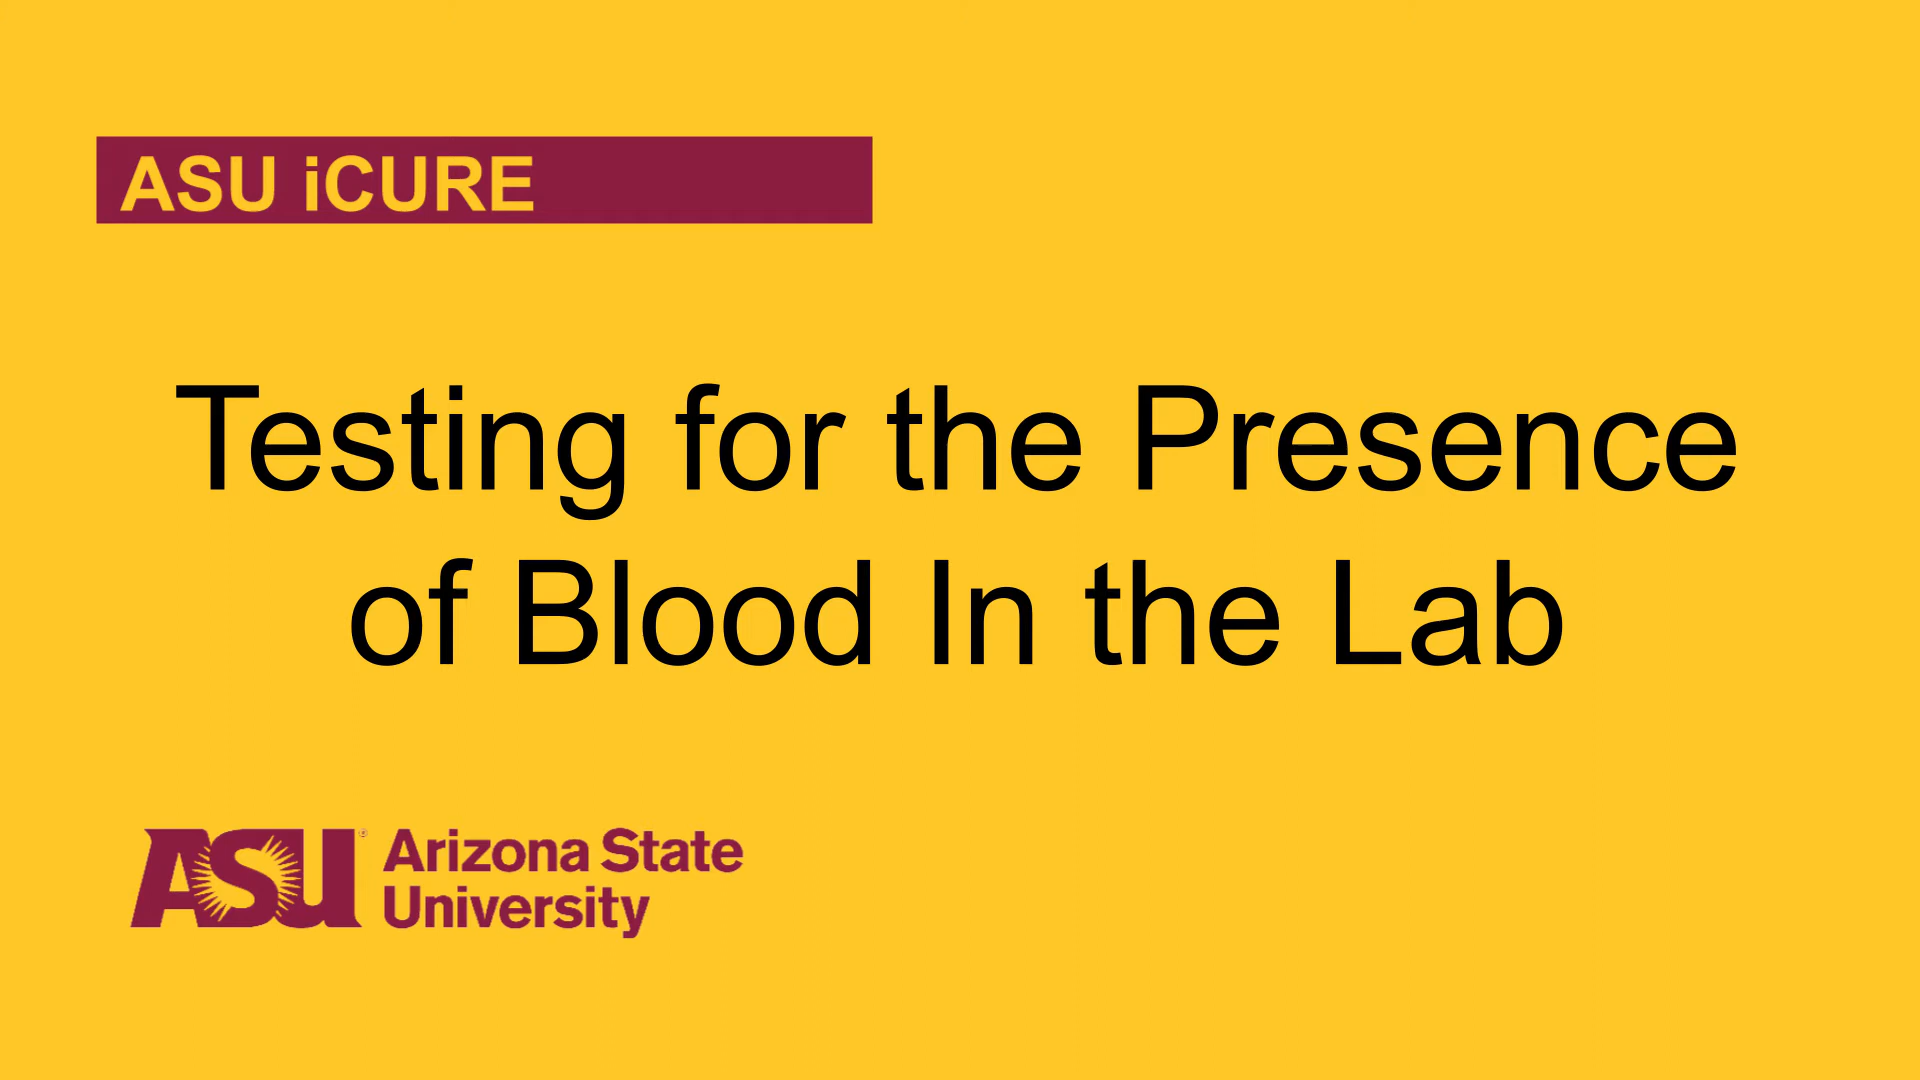 ASU iCURE
Testing for the Presence
of Blood In the Lab
ASU® Arizona State
University